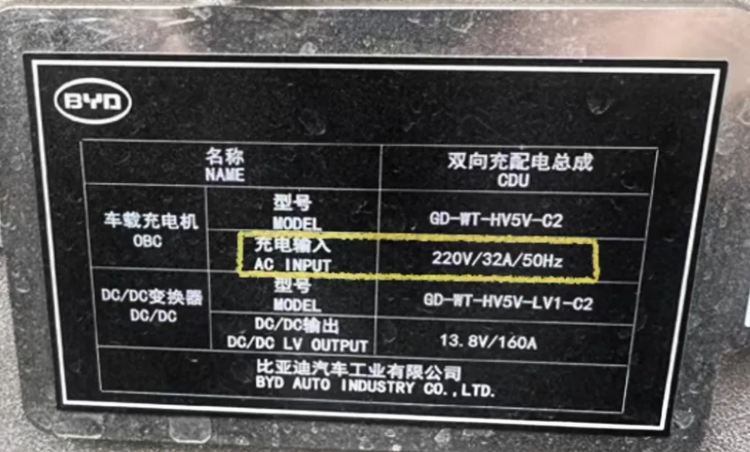 BYD
名称
NAME
双向充配电总成
CDU
车载充电机
OBC
型号
MODEL
GD-WT-HV5V-C2
充电输入
AC INPUT
220V/32A/50Hz
DC/DC变换器
DC/DC
型号
MODEL
GD-WT-HV5V-LV1-C2
DC/DC输出
DC/DC LV OUTPUT
13.8V/160A
比亚迪汽车工业有限公司
BYD AUTO INDUSTRY CO.,LTD.